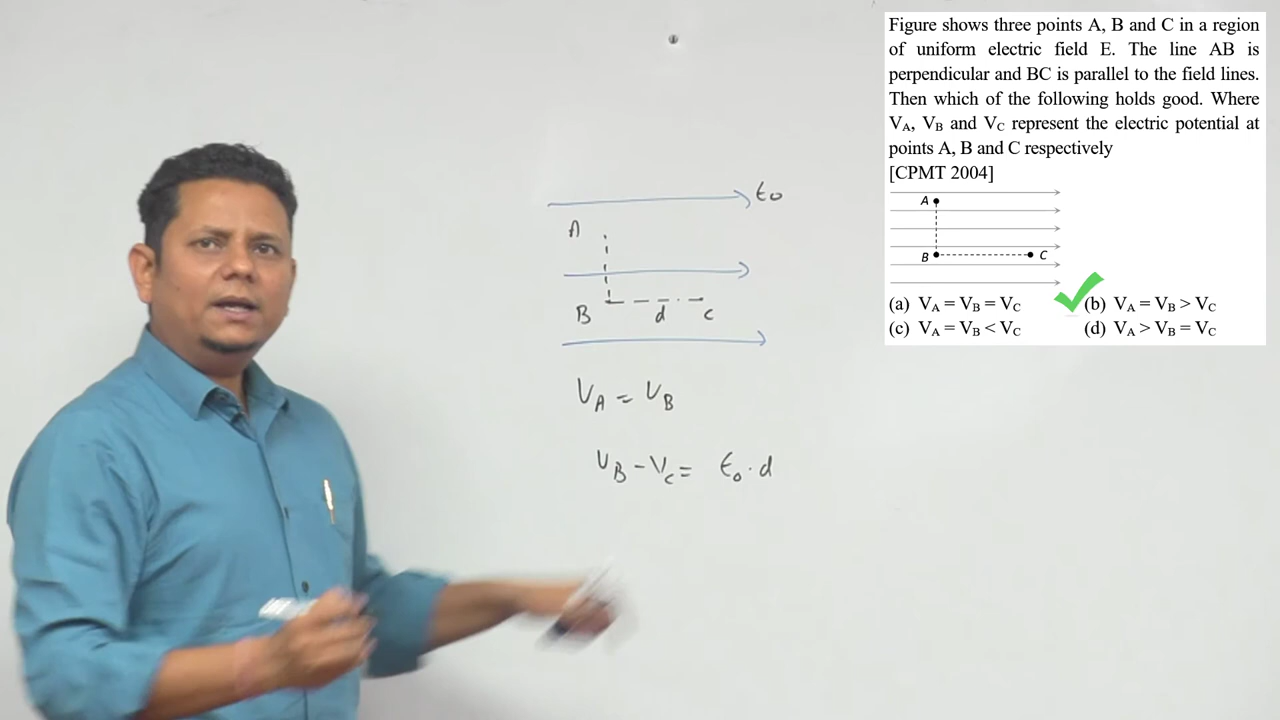 Figure shows three points A, B and C in a region
of uniform electric field E. The line AB is
perpendicular and BC is parallel to the field lines.
Then which of the following holds good. Where
VA, VB and VC represent the electric potential at
points A, B and C respectively
[CPMT 2004]
A
B C
(a) VA = VB = VC (b) VA = VB > VC
(c) VA = VB < VC (d) VA > VB = VC
E0
A
B d C
VA = VB
VB - VC = E0 . d